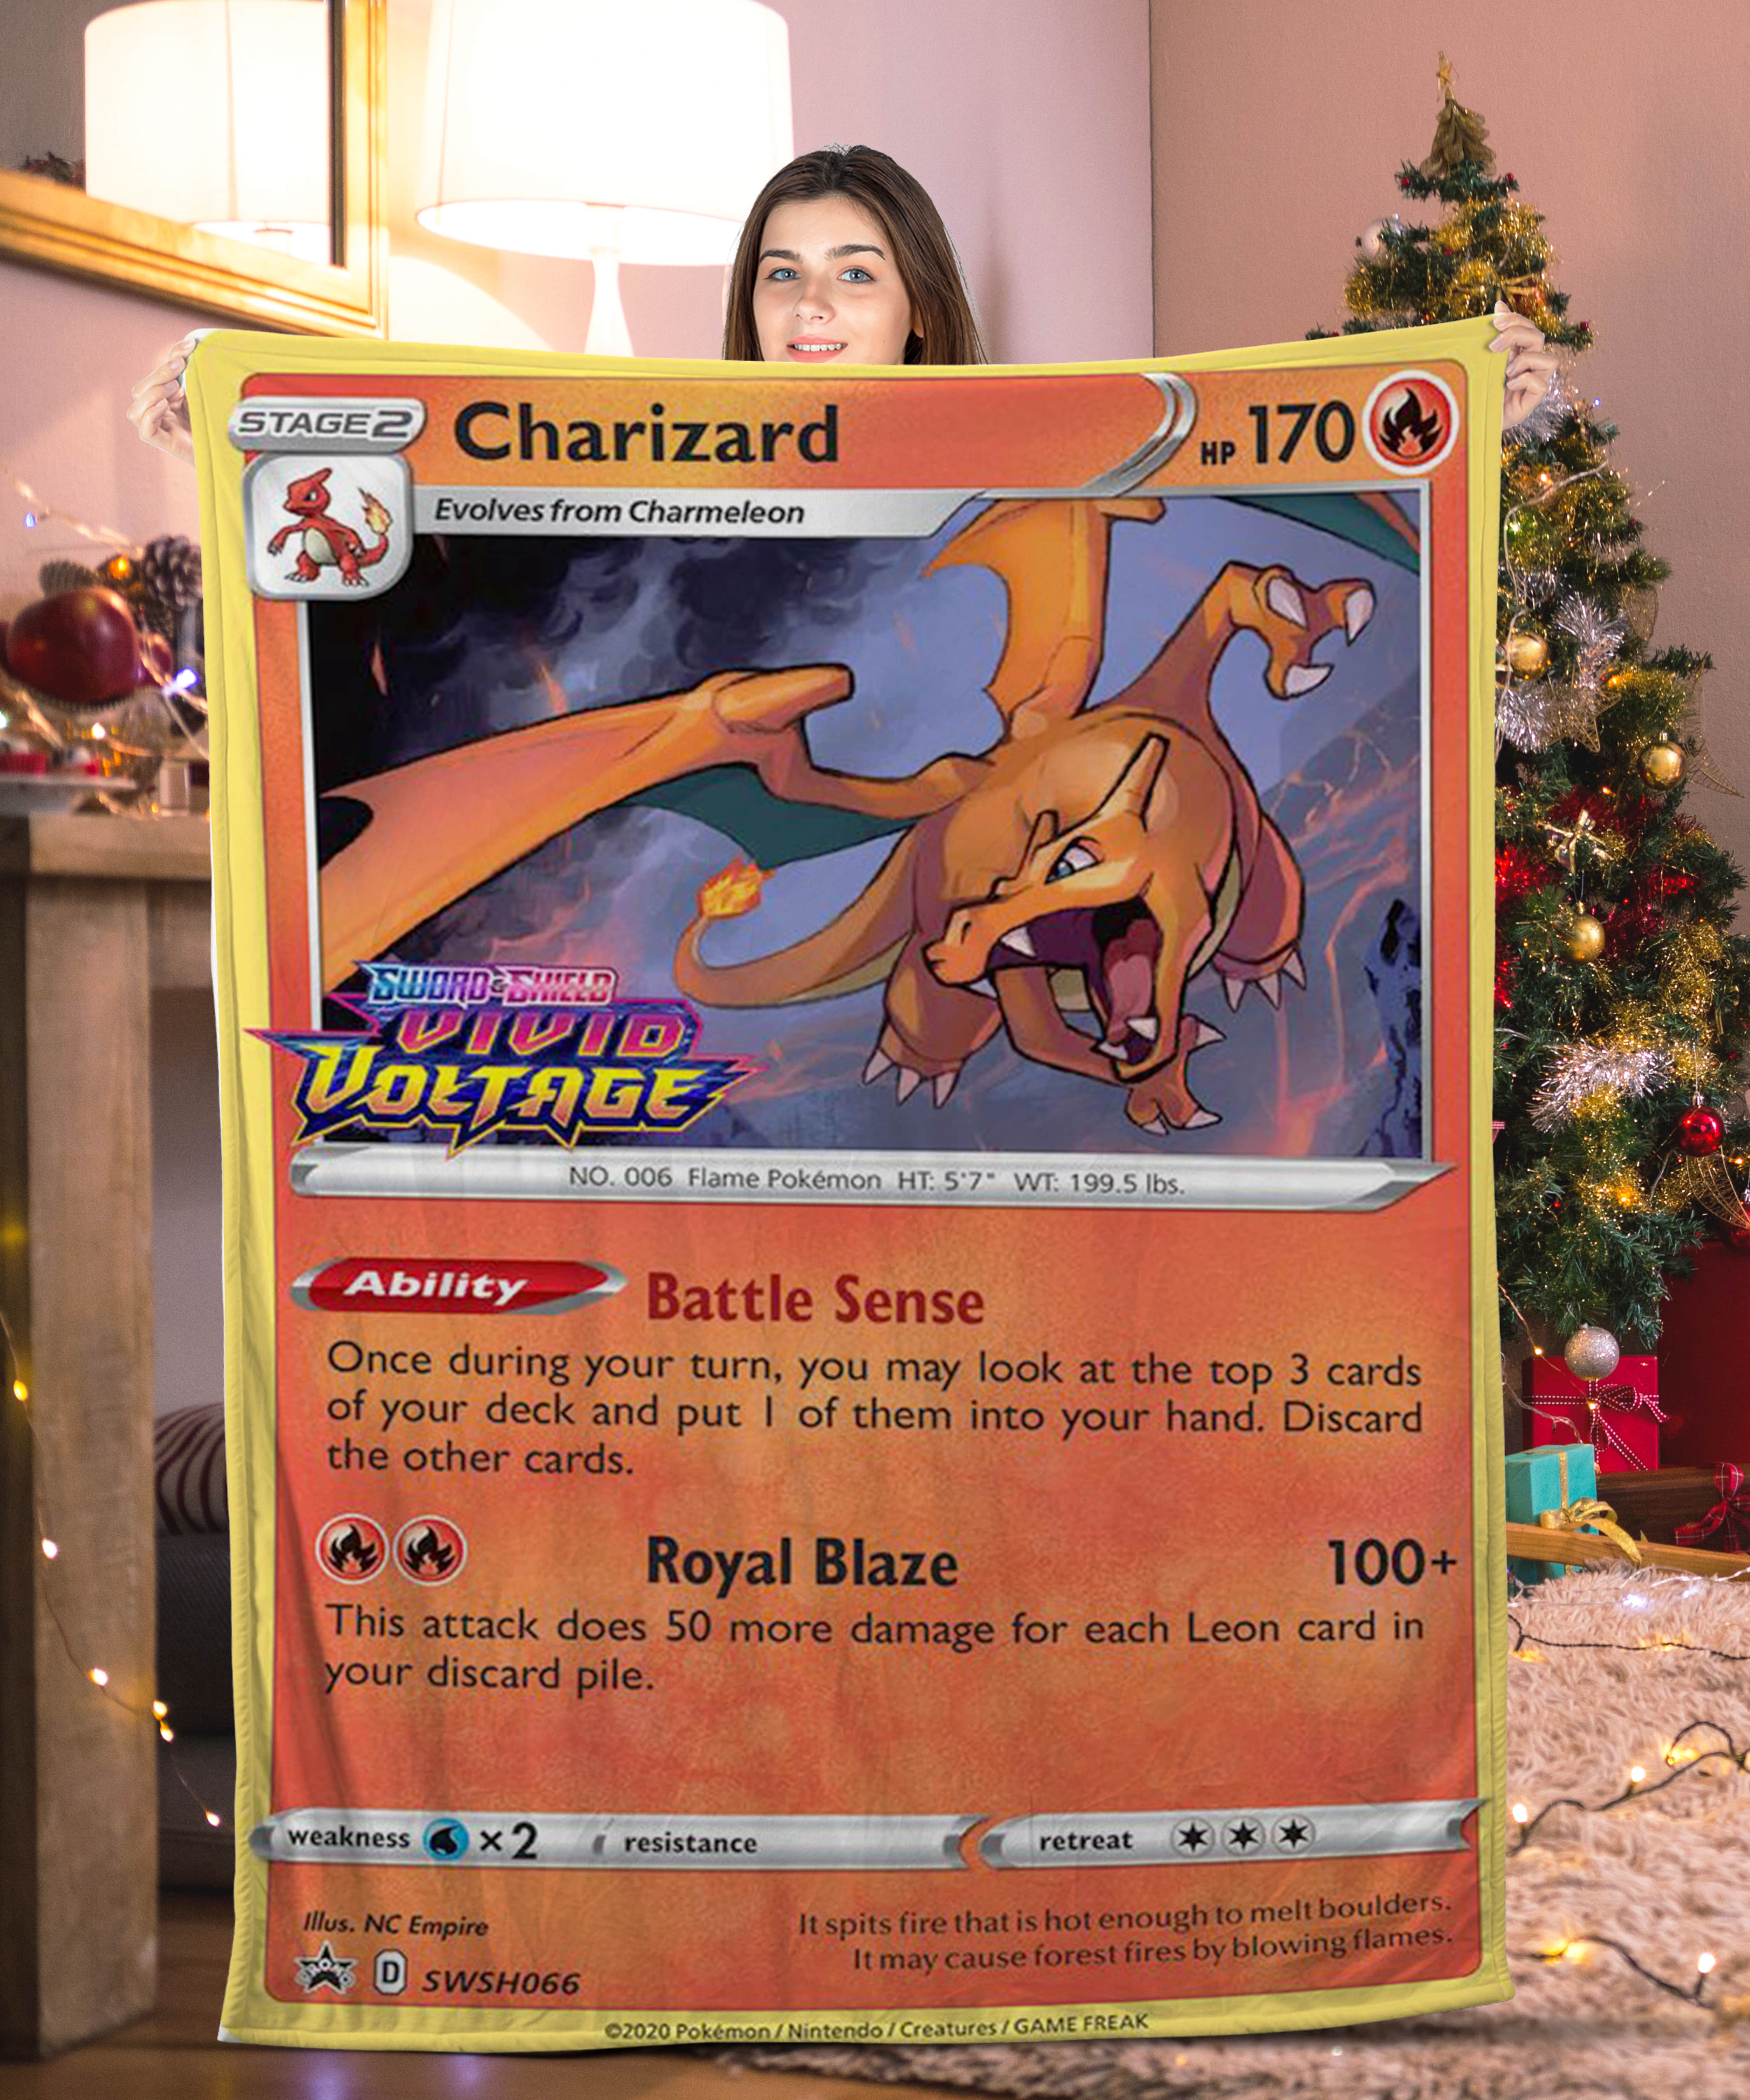 STAGE 2
Charizard
HP 170
Evolves from Charmeleon
SWORD & SHIELD
VIVID
VOLTAGE
NO. 006 Flame Pokémon HT: 5'7" WT: 199.5 lbs.
Ability Battle Sense
Once during your turn, you may look at the top 3 cards
of your deck and put 1 of them into your hand. Discard
the other cards.
Royal Blaze 100+
This attack does 50 more damage for each Leon card in
your discard pile.
weakness ×2 resistance retreat
Illus. NC Empire
It spits fire that is hot enough to melt boulders.
It may cause forest fires by blowing flames.
PROMO D SWSH066
©2020 Pokémon / Nintendo / Creatures / GAME FREAK